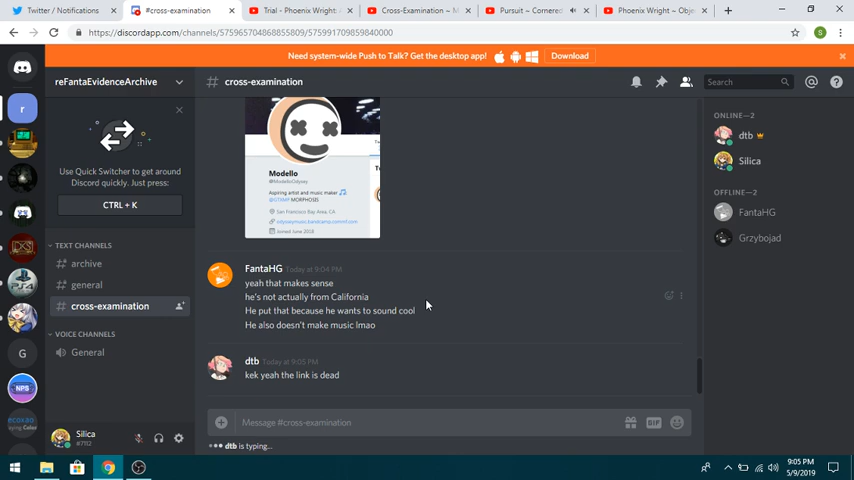 Twitter / Notifications
#cross-examination
Trial - Phoenix Wright:
Cross-Examination ~ M
Pursuit ~ Cornered
Phoenix Wright ~ Obje
https://discordapp.com/channels/575965704868855809/575991709859840000
S
Need system-wide Push to Talk? Get the desktop app!
Download
reFantaEvidenceArchive
# cross-examination
Search
r
Use Quick Switcher to get around
Discord quickly. Just press:
CTRL + K
TEXT CHANNELS
# archive
# general
# cross-examination
VOICE CHANNELS
General
G
NPS
Silica
#7112
Modello
@ModelloOdyssey
Aspiring artist and music maker
San Francisco Bay Area, CA
Joined June 2018
FantaHG Today at 9:04 PM
yeah that makes sense
he's not actually from California
He put that because he wants to sound cool
He also doesn't make music lmao
dtb Today at 9:05 PM
kek yeah the link is dead
Message #cross-examination
GIF
dtb is typing...
ONLINE—2
dtb
Silica
OFFLINE—2
FantaHG
Grzybojad
9:05 PM
5/9/2019